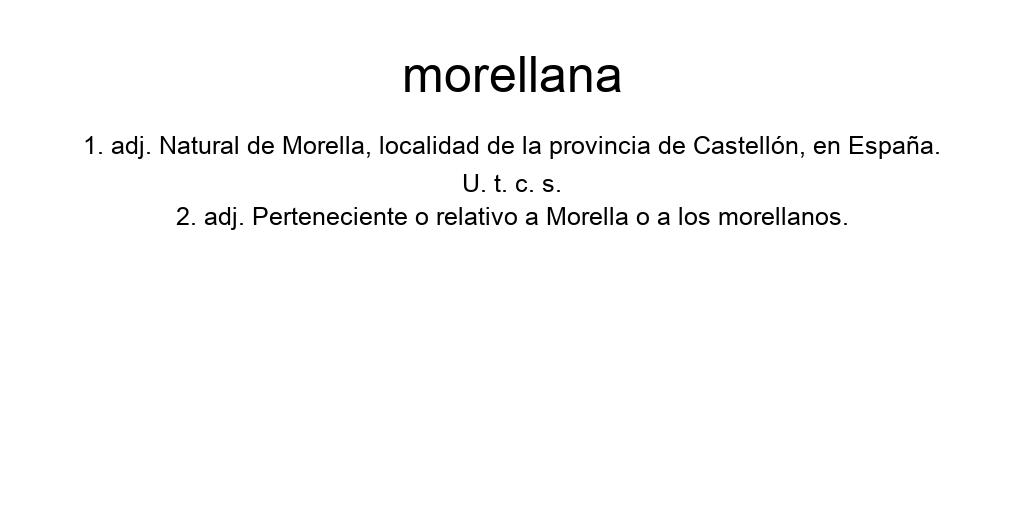 morellana
1. adj. Natural de Morella, localidad de la provincia de Castellón, en España.
U. t. c. s.
2. adj. Perteneciente o relativo a Morella o a los morellanos.